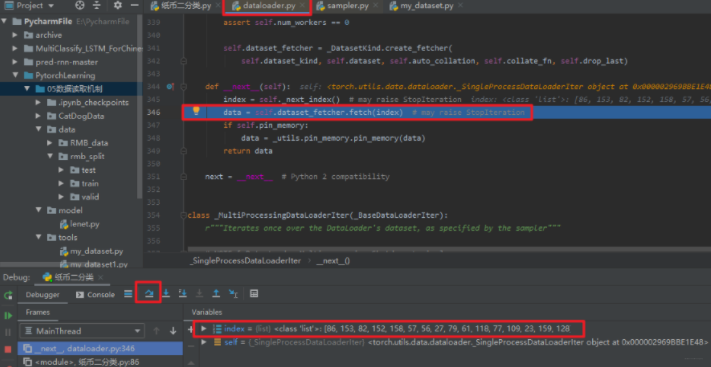 Project
纸币二分类.py
dataloader.py
sampler.py
my_dataset.py
PycharmFile E:\PycharmFile
archive
MultiClassify_LSTM_ForChine
pred-rnn-master
PytorchLearning
05数据读取机制
.ipynb_checkpoints
CatDogData
data
RMB_data
rmb_split
test
train
valid
model
lenet.py
tools
my_dataset.py
my_dataset1.py
339 assert self.num_workers == 0
340
341 self.dataset_fetcher = _DatasetKind.create_fetcher(
342 self.dataset_kind, self.dataset, self.auto_collation, self.collate_fn, self.drop_last)
343
344 def __next__(self): self: <torch.utils.data.dataloader._SingleProcessDataLoaderIter object at 0x000002969BBE1E48>
345 index = self._next_index() # may raise StopIteration index: <class 'list'>: [86, 153, 82, 152, 158, 57, 56,
346 data = self.dataset_fetcher.fetch(index) # may raise StopIteration
347 if self.pin_memory:
348 data = _utils.pin_memory.pin_memory(data)
349 return data
350
351 next = __next__ # Python 2 compatibility
352
353
354 class _MultiProcessingDataLoaderIter(_BaseDataLoaderIter):
355 r"""Iterates once over the DataLoader's dataset, as specified by the sampler"""
356
_SingleProcessDataLoaderIter
__next__()
Debug: 纸币二分类
Debugger
Console
Frames
Variables
MainThread
index = {list} <class 'list'>: [86, 153, 82, 152, 158, 57, 56, 27, 79, 61, 118, 77, 109, 23, 159, 128
__next__, dataloader.py:346
self = {_SingleProcessDataLoaderIter} <torch.utils.data.dataloader._SingleProcessDataLoaderIter object at 0x000002969BBE1E48>
<module>, 纸币二分类.py:86